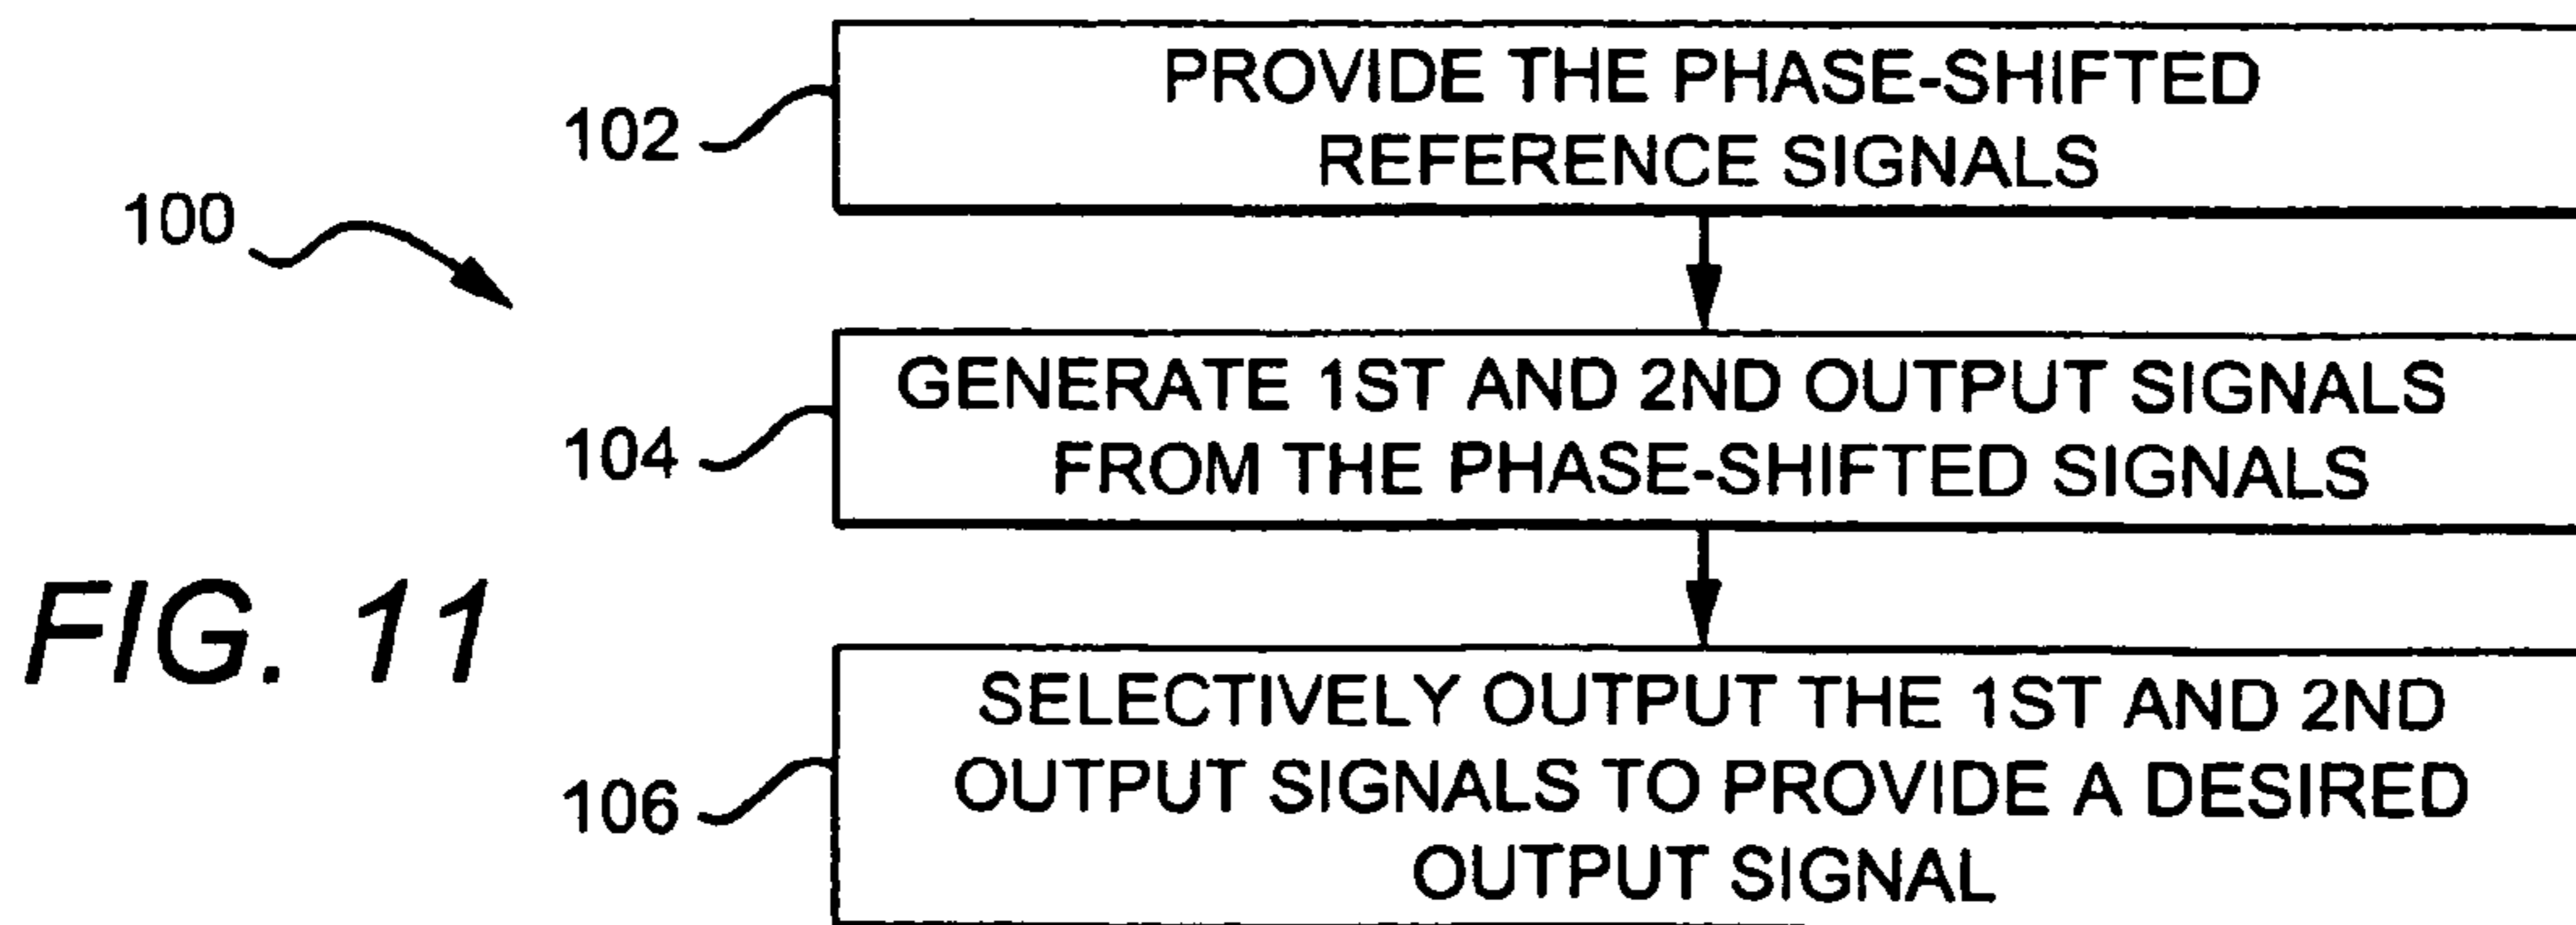 PROVIDE THE PHASE-SHIFTED
REFERENCE SIGNALS
102
100
GENERATE 1ST AND 2ND OUTPUT SIGNALS
FROM THE PHASE-SHIFTED SIGNALS
104
FIG. 11
SELECTIVELY OUTPUT THE 1ST AND 2ND
OUTPUT SIGNALS TO PROVIDE A DESIRED
OUTPUT SIGNAL
106